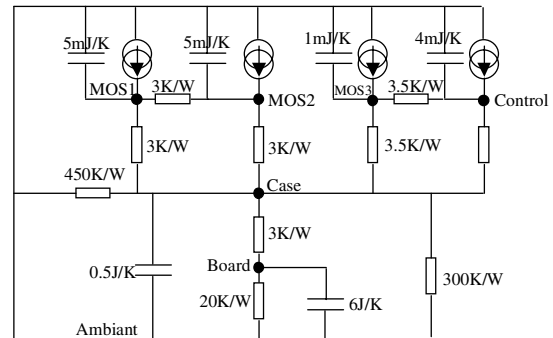 5mJ/K
5mJ/K
1mJ/K
4mJ/K
MOS1
3K/W
MOS2
MOS3
3.5K/W
Control
3K/W
3K/W
3.5K/W
450K/W
Case
3K/W
Board
0.5J/K
20K/W
6J/K
300K/W
Ambiant